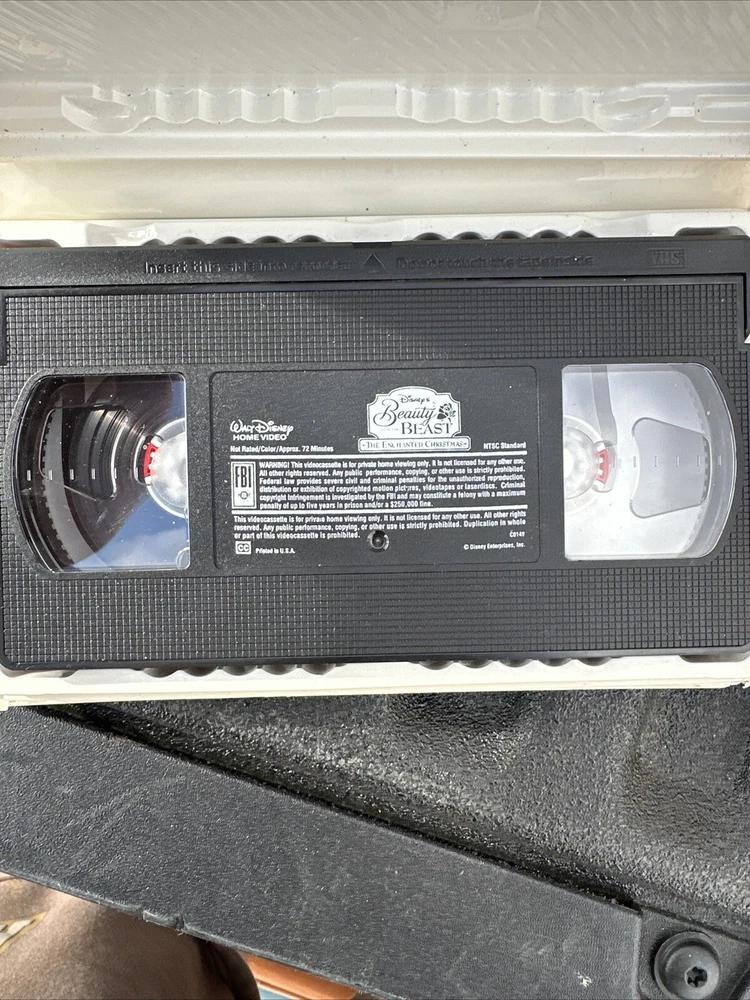 Insert this side into recorder
Do not touch the tape inside
VHS
WALT DISNEY
HOME VIDEO
DISNEY'S
Beauty
AND THE
BEAST
THE ENCHANTED CHRISTMAS
Not Rated/Color/Approx. 72 Minutes
NTSC Standard
FBI
WARNING! This videocassette is for private home viewing only. It is not licensed for any other use.
All other rights reserved. Any public performance, copying, or other use is strictly prohibited.
Federal law provides severe civil and criminal penalties for the unauthorized reproduction,
distribution or exhibition of copyrighted motion pictures, videotapes or laserdiscs. Criminal
copyright infringement is investigated by the FBI and may constitute a felony with a maximum
penalty of up to five years in prison and/or a $250,000 fine.
This videocassette is for private home viewing only. It is not licensed for any other use. All other rights
reserved. Any public performance, copying, or other use is strictly prohibited. Duplication in whole
or part of this videocassette is prohibited.
CC
Printed in U.S.A.
© Disney Enterprises, Inc.